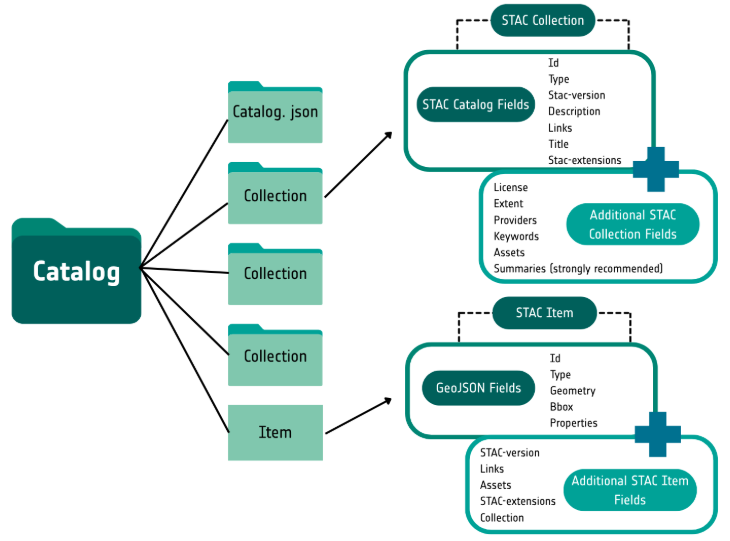 Catalog
Catalog. json
Collection
Collection
Collection
Item
STAC Collection
STAC Catalog Fields
Id
Type
Stac-version
Description
Links
Title
Stac-extensions
License
Extent
Providers
Keywords
Assets
Summaries (strongly recommended)
Additional STAC
Collection Fields
STAC Item
GeoJSON Fields
Id
Type
Geometry
Bbox
Properties
STAC-version
Links
Assets
STAC-extensions
Collection
Additional STAC Item
Fields